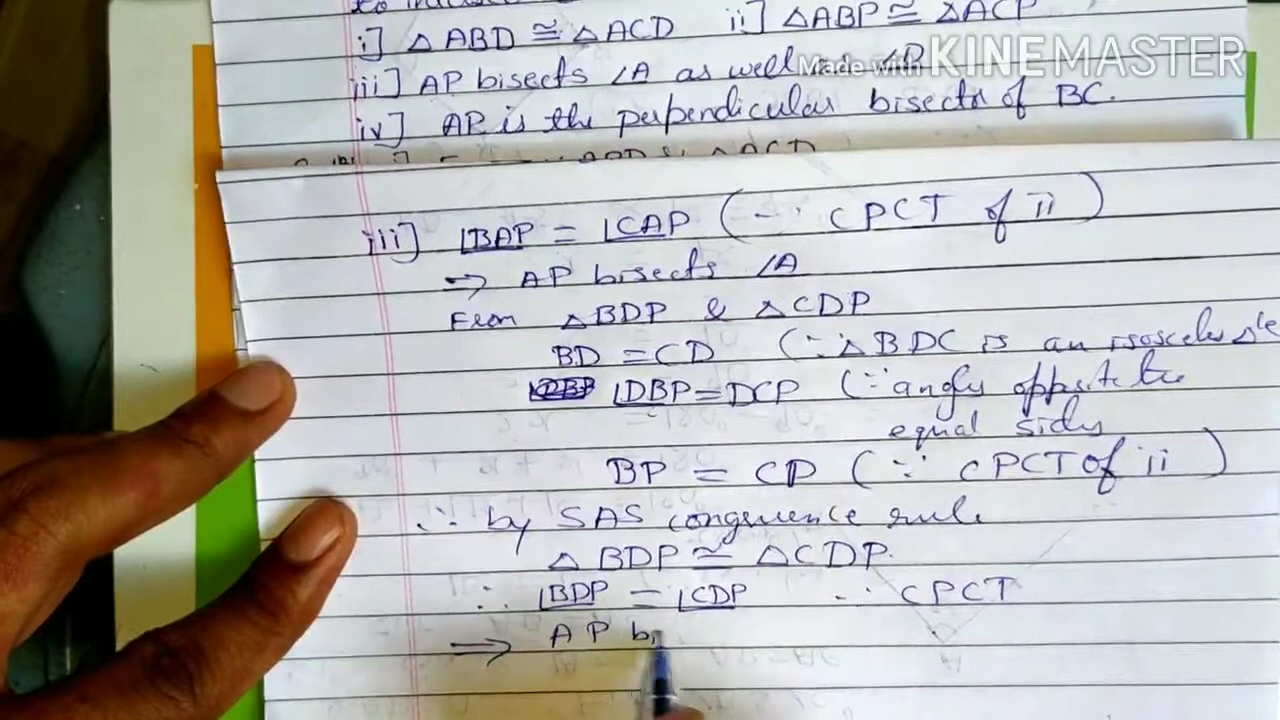 to
i] △ABD ≅ △ACD ii] △ABP ≅ △ACP
Made with KINEMASTER
iii] AP bisects ∠A as well as ∠D
iv] AP is the perpendicular bisector of BC.
△ACD
iii] ∠BAP = ∠CAP (∵ CPCT of ii)
→ AP bisects ∠A
From △BDP & △CDP
BD = CD (∵ △BDC is an isosceles △le
∠DBP = DCP (∵ angles opposite to
equal sides
BP = CP (∵ CPCT of ii)
∴ by SAS congruence rule
△BDP ≅ △CDP.
∴ ∠BDP = ∠CDP ∵ CPCT
⇒ AP bi